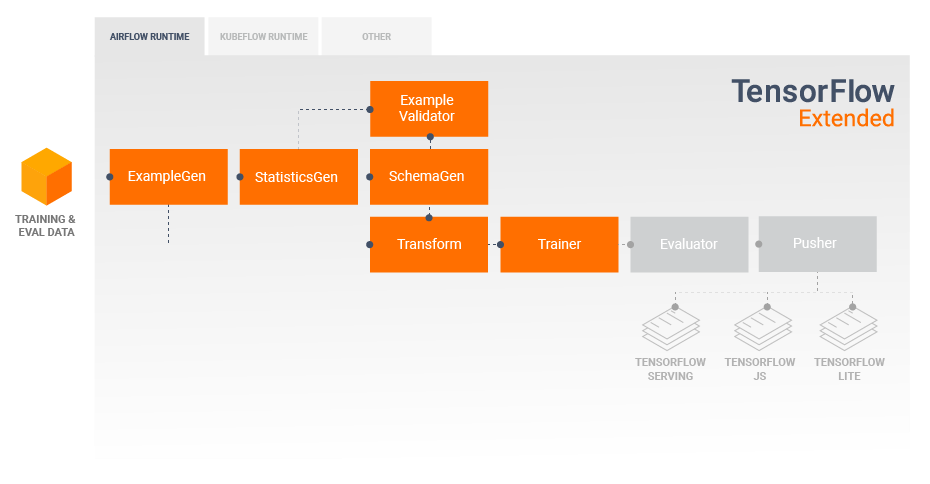 AIRFLOW RUNTIME
KUBEFLOW RUNTIME
OTHER
TensorFlow
Extended
Example
Validator
ExampleGen
StatisticsGen
SchemaGen
TRAINING &
EVAL DATA
Transform
Trainer
Evaluator
Pusher
TENSORFLOW
SERVING
TENSORFLOW
JS
TENSORFLOW
LITE